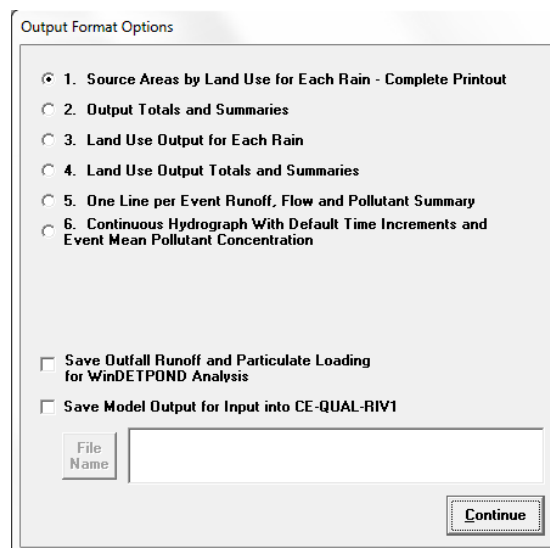 Output Format Options
1. Source Areas by Land Use for Each Rain - Complete Printout
2. Output Totals and Summaries
3. Land Use Output for Each Rain
4. Land Use Output Totals and Summaries
5. One Line per Event Runoff, Flow and Pollutant Summary
6. Continuous Hydrograph With Default Time Increments and
Event Mean Pollutant Concentration
Save Outfall Runoff and Particulate Loading
for WinDETPOND Analysis
Save Model Output for Input into CE-QUAL-RIV1
File
Name
Continue